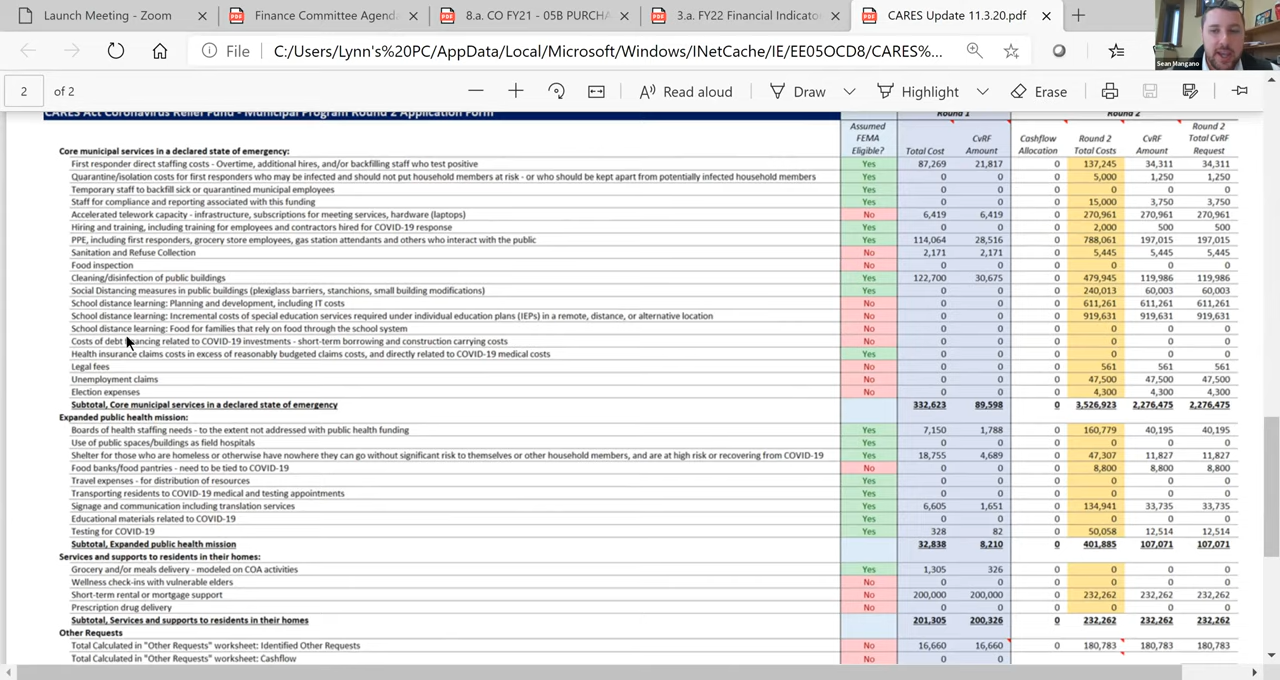 Launch Meeting - Zoom
Finance Committee Agend
8.a. CO FY21 - 05B PURCHA
3.a. FY22 Financial Indicato
CARES Update 11.3.20.pdf
File C:/Users/Lynn's%20PC/AppData/Local/Microsoft/Windows/INetCache/IE/EE05OCD8/CARES%...
Sean Mangano
2 of 2 Read aloud Draw Highlight Erase
CARES Act Coronavirus Relief Fund - Municipal Program Round 2 Application Form Round 1 Round 2
Assumed FEMA Eligible? Total Cost CvRF Amount Cashflow Allocation Round 2 Total Costs CvRF Amount Round 2 Total CvRF Request
Core municipal services in a declared state of emergency:
First responder direct staffing costs - Overtime, additional hires, and/or backfilling staff who test positive Yes 87,269 21,817 0 137,245 34,311 34,311
Quarantine/isolation costs for first responders who may be infected and should not put household members at risk - or who should be kept apart from potentially infected household members Yes 0 0 0 5,000 1,250 1,250
Temporary staff to backfill sick or quarantined municipal employees Yes 0 0 0 0 0 0
Staff for compliance and reporting associated with this funding Yes 0 0 0 15,000 3,750 3,750
Accelerated telework capacity - infrastructure, subscriptions for meeting services, hardware (laptops) No 6,419 6,419 0 270,961 270,961 270,961
Hiring and training, including training for employees and contractors hired for COVID-19 response Yes 0 0 0 2,000 500 500
PPE, including first responders, grocery store employees, gas station attendants and others who interact with the public Yes 114,064 28,516 0 788,061 197,015 197,015
Sanitation and Refuse Collection No 2,171 2,171 0 5,445 5,445 5,445
Food inspection No 0 0 0 0 0 0
Cleaning/disinfection of public buildings Yes 122,700 30,675 0 479,945 119,986 119,986
Social Distancing measures in public buildings (plexiglass barriers, stanchions, small building modifications) Yes 0 0 0 240,013 60,003 60,003
School distance learning: Planning and development, including IT costs No 0 0 0 611,261 611,261 611,261
School distance learning: Incremental costs of special education services required under individual education plans (IEPs) in a remote, distance, or alternative location No 0 0 0 919,631 919,631 919,631
School distance learning: Food for families that rely on food through the school system No 0 0 0 0 0 0
Costs of debt financing related to COVID-19 investments - short-term borrowing and construction carrying costs No 0 0 0 0 0 0
Health insurance claims costs in excess of reasonably budgeted claims costs, and directly related to COVID-19 medical costs Yes 0 0 0 0 0 0
Legal fees No 0 0 0 561 561 561
Unemployment claims No 0 0 0 47,500 47,500 47,500
Election expenses No 0 0 0 4,300 4,300 4,300
Subtotal, Core municipal services in a declared state of emergency 332,623 89,598 0 3,526,923 2,276,475 2,276,475
Expanded public health mission:
Boards of health staffing needs - to the extent not addressed with public health funding Yes 7,150 1,788 0 160,779 40,195 40,195
Use of public spaces/buildings as field hospitals Yes 0 0 0 0 0 0
Shelter for those who are homeless or otherwise have nowhere they can go without significant risk to themselves or other household members, and are at high risk or recovering from COVID-19 Yes 18,755 4,689 0 47,307 11,827 11,827
Food banks/food pantries - need to be tied to COVID-19 No 0 0 0 8,800 8,800 8,800
Travel expenses - for distribution of resources Yes 0 0 0 0 0 0
Transporting residents to COVID-19 medical and testing appointments Yes 0 0 0 0 0 0
Signage and communication including translation services Yes 6,605 1,651 0 134,941 33,735 33,735
Educational materials related to COVID-19 Yes 0 0 0 0 0 0
Testing for COVID-19 Yes 328 82 0 50,058 12,514 12,514
Subtotal, Expanded public health mission 32,838 8,210 0 401,885 107,071 107,071
Services and supports to residents in their homes:
Grocery and/or meals delivery - modeled on COA activities Yes 1,305 326 0 0 0 0
Wellness check-ins with vulnerable elders No 0 0 0 0 0 0
Short-term rental or mortgage support No 200,000 200,000 0 232,262 232,262 232,262
Prescription drug delivery No 0 0 0 0 0 0
Subtotal, Services and supports to residents in their homes 201,305 200,326 0 232,262 232,262 232,262
Other Requests
Total Calculated in "Other Requests" worksheet: Identified Other Requests No 16,660 16,660 0 180,783 180,783 180,783
Total Calculated in "Other Requests" worksheet: Cashflow No 0 0